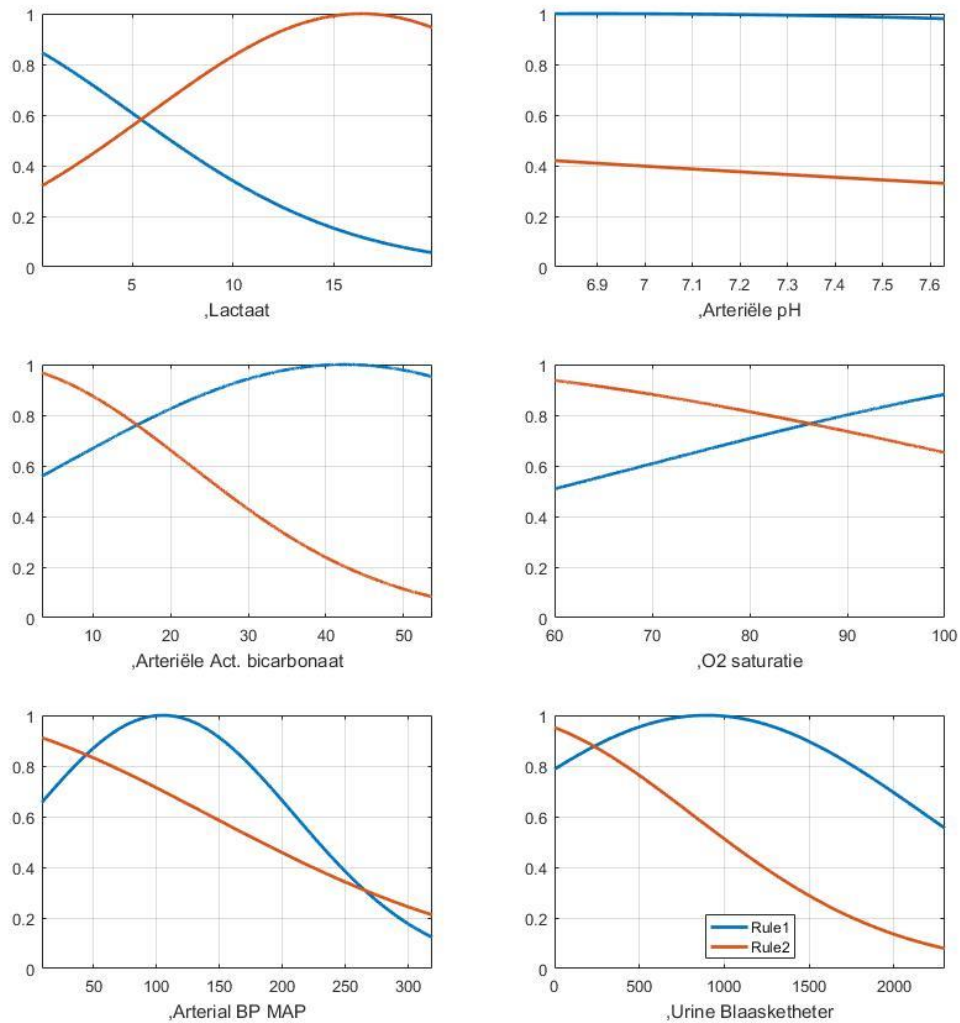 1
0.8
0.6
0.4
0.2
0
5 10 15
,Lactaat
1
0.8
0.6
0.4
0.2
0
6.9 7 7.1 7.2 7.3 7.4 7.5 7.6
,Arteriële pH
1
0.8
0.6
0.4
0.2
0
10 20 30 40 50
,Arteriële Act. bicarbonaat
1
0.8
0.6
0.4
0.2
0
60 70 80 90 100
,O2 saturatie
1
0.8
0.6
0.4
0.2
0
50 100 150 200 250 300
,Arterial BP MAP
1
0.8
0.6
0.4
0.2
0
Rule1
Rule2
0 500 1000 1500 2000
,Urine Blaasketheter